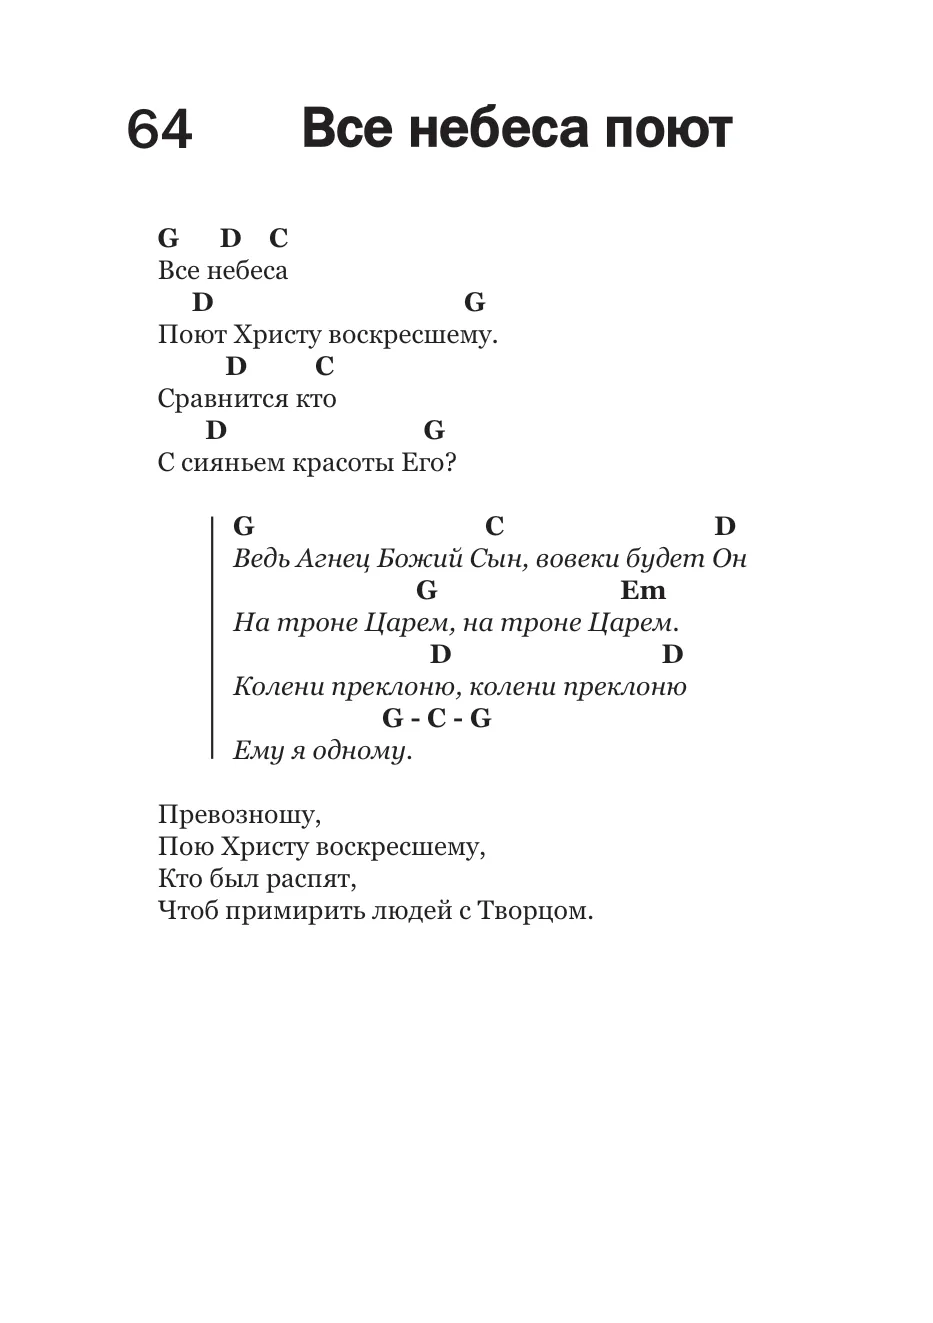 64 Все небеса поют
G D C
Все небеса
D G
Поют Христу воскресшему.
D C
Сравнится кто
D G
С сияньем красоты Его?
G C D
Ведь Агнец Божий Сын, вовеки будет Он
G Em
На троне Царем, на троне Царем.
D D
Колени преклоню, колени преклоню
G - C - G
Ему я одному.
Превозношу,
Пою Христу воскресшему,
Кто был распят,
Чтоб примирить людей с Творцом.